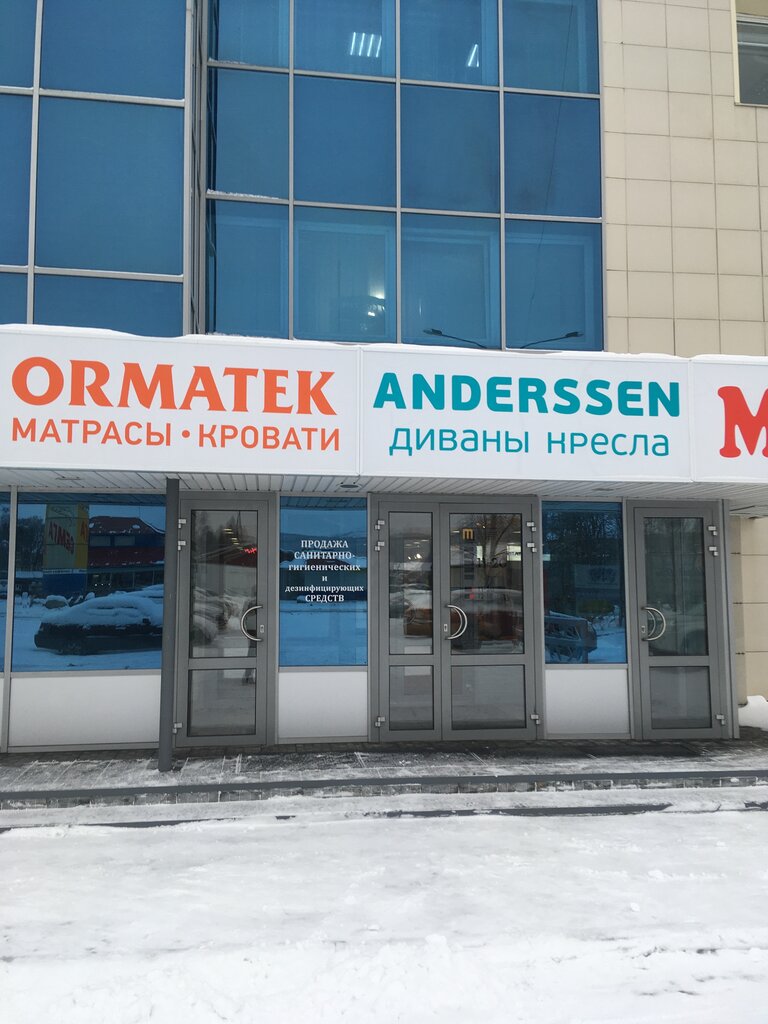 ORMATEK
МАТРАСЫ • КРОВАТИ
ANDERSSEN
диваны кресла
М
ПРОДАЖА
САНИТАРНО-
гигиенических
и
дезинфицирующих
СРЕДСТВ
m